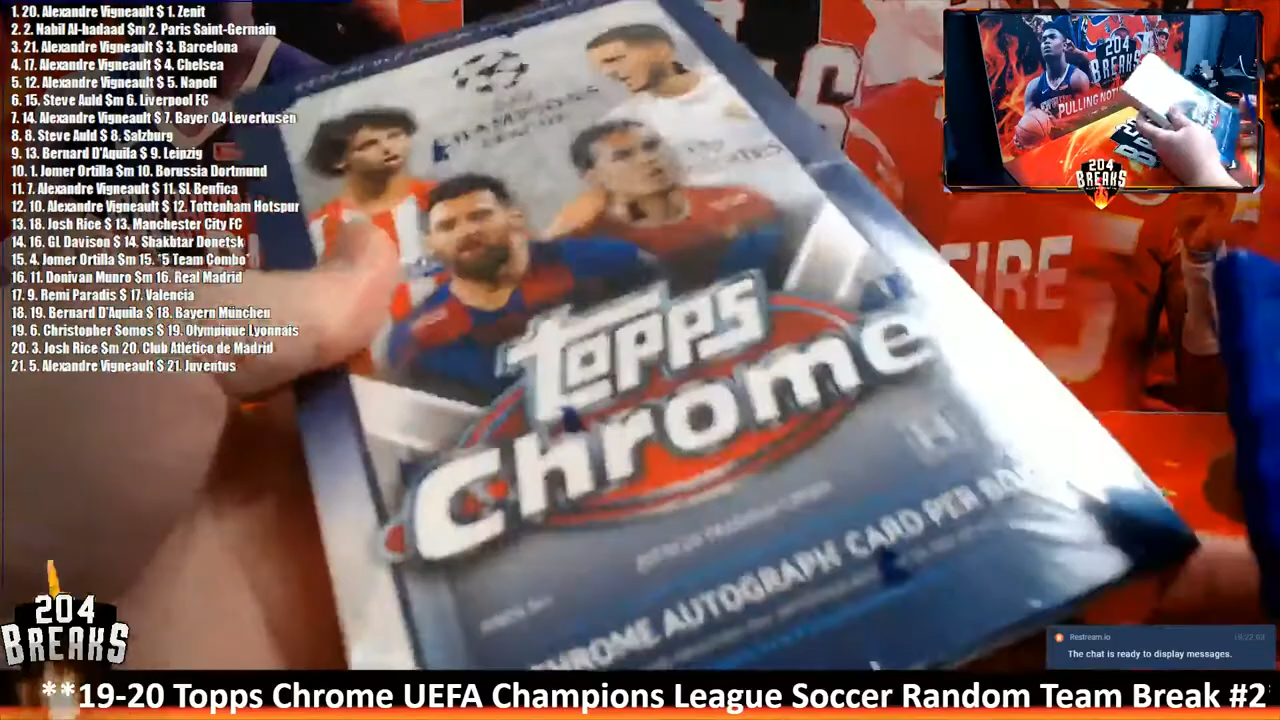 1. 20. Alexandre Vigneault $ 1. Zenit
2. 2. Nabil Al-hadaad $m 2. Paris Saint-Germain
3. 21. Alexandre Vigneault $ 3. Barcelona
4. 17. Alexandre Vigneault $ 4. Chelsea
5. 12. Alexandre Vigneault $ 5. Napoli
6. 15. Steve Auld $m 6. Liverpool FC
7. 14. Alexandre Vigneault $ 7. Bayer 04 Leverkusen
8. 8. Steve Auld $ 8. Salzburg
9. 13. Bernard D'Aquila $ 9. Leipzig
10. 1. Jomer Ortilla $m 10. Borussia Dortmund
11. 7. Alexandre Vigneault $ 11. SL Benfica
12. 10. Alexandre Vigneault $ 12. Tottenham Hotspur
13. 18. Josh Rice $ 13. Manchester City FC
14. 16. GL Davison $ 14. Shakhtar Donetsk
15. 4. Jomer Ortilla $m 15. *5 Team Combo*
16. 11. Donivan Munro $m 16. Real Madrid
17. 9. Remi Paradis $ 17. Valencia
18. 19. Bernard D'Aquila $ 18. Bayern München
19. 6. Christopher Somos $ 19. Olympique Lyonnais
20. 3. Josh Rice $m 20. Club Atlético de Madrid
21. 5. Alexandre Vigneault $ 21. Juventus
CHAMPIONS
LEAGUE
Topps
Chrome
CHROME AUTOGRAPH CARD PER BOX
FIRE
204
BREAKS
PULLING NOT
204
BREAKS
204
BREAKS
Restream.io
The chat is ready to display messages.
**19-20 Topps Chrome UEFA Champions League Soccer Random Team Break #2